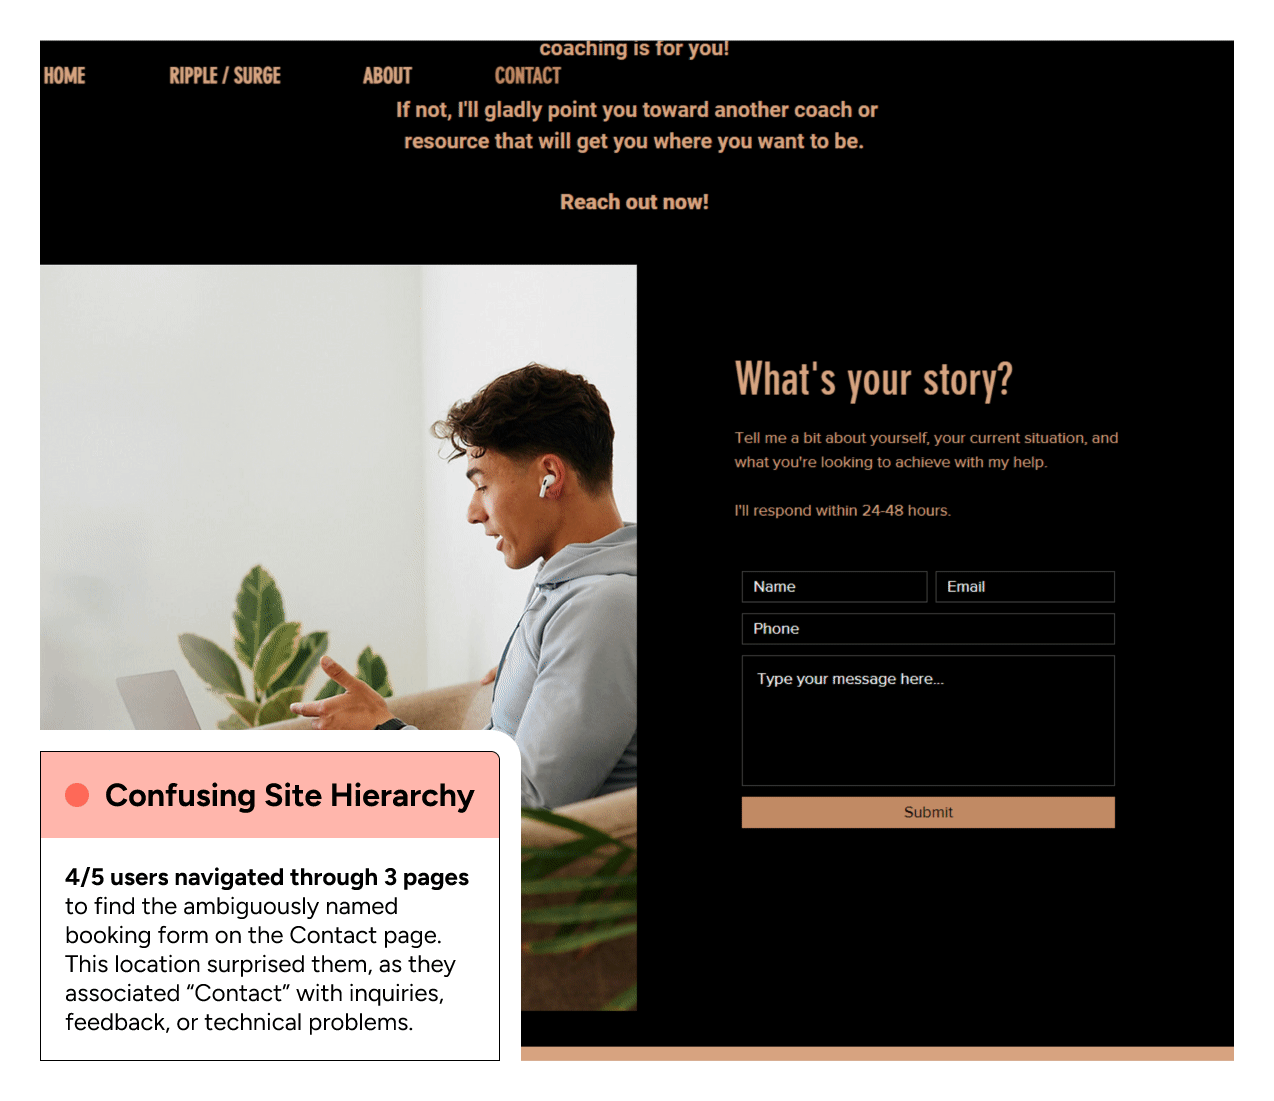 coaching is for you!
HOME RIPPLE / SURGE ABOUT CONTACT
If not, I'll gladly point you toward another coach or
resource that will get you where you want to be.
Reach out now!
What's your story?
Tell me a bit about yourself, your current situation, and
what you're looking to achieve with my help.
I'll respond within 24-48 hours.
Name Email
Phone
Type your message here...
Submit
Confusing Site Hierarchy
4/5 users navigated through 3 pages
to find the ambiguously named
booking form on the Contact page.
This location surprised them, as they
associated “Contact” with inquiries,
feedback, or technical problems.